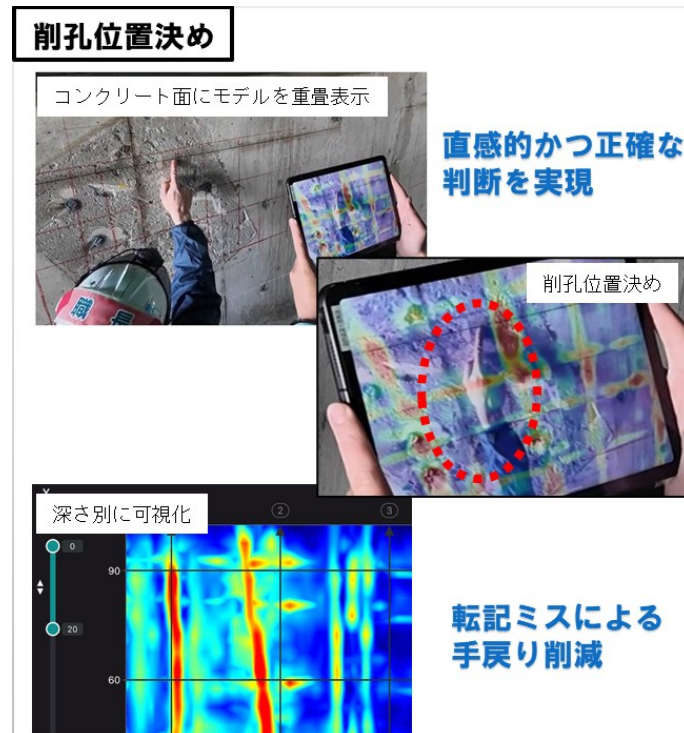 削孔位置決め
コンクリート面にモデルを重畳表示
直感的かつ正確な
判断を実現
削孔位置決め
深さ別に可視化
0
20
2
3
90
60
転記ミスによる
手戻り削減